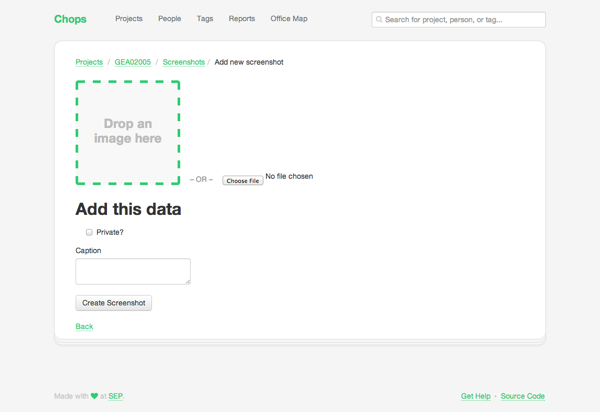 Chops Projects People Tags Reports Office Map Search for project, person, or tag...
Projects / GEA02005 / Screenshots / Add new screenshot
Drop an
image here
– OR – Choose File No file chosen
Add this data
Private?
Caption
Create Screenshot
Back
Made with ♥ at SEP. Get Help · Source Code